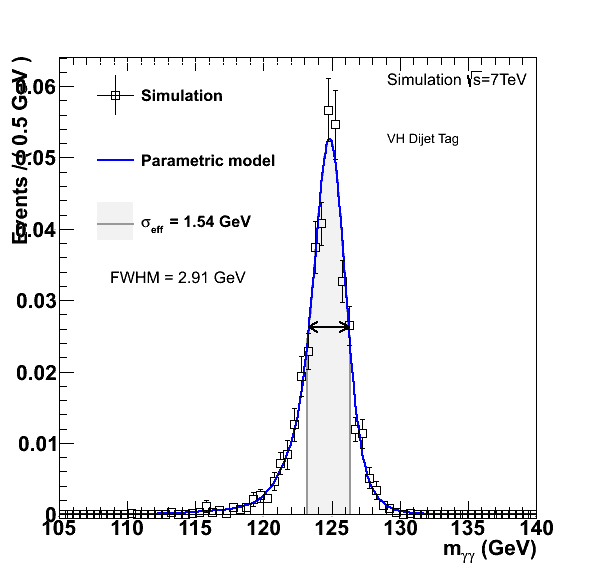 Events / ( 0.5 GeV )
0.06
0.05
0.04
0.03
0.02
0.01
0
Simulation
Parametric model
σeff = 1.54 GeV
FWHM = 2.91 GeV
Simulation √s=7TeV
VH Dijet Tag
105 110 115 120 125 130 135 140
mγγ (GeV)